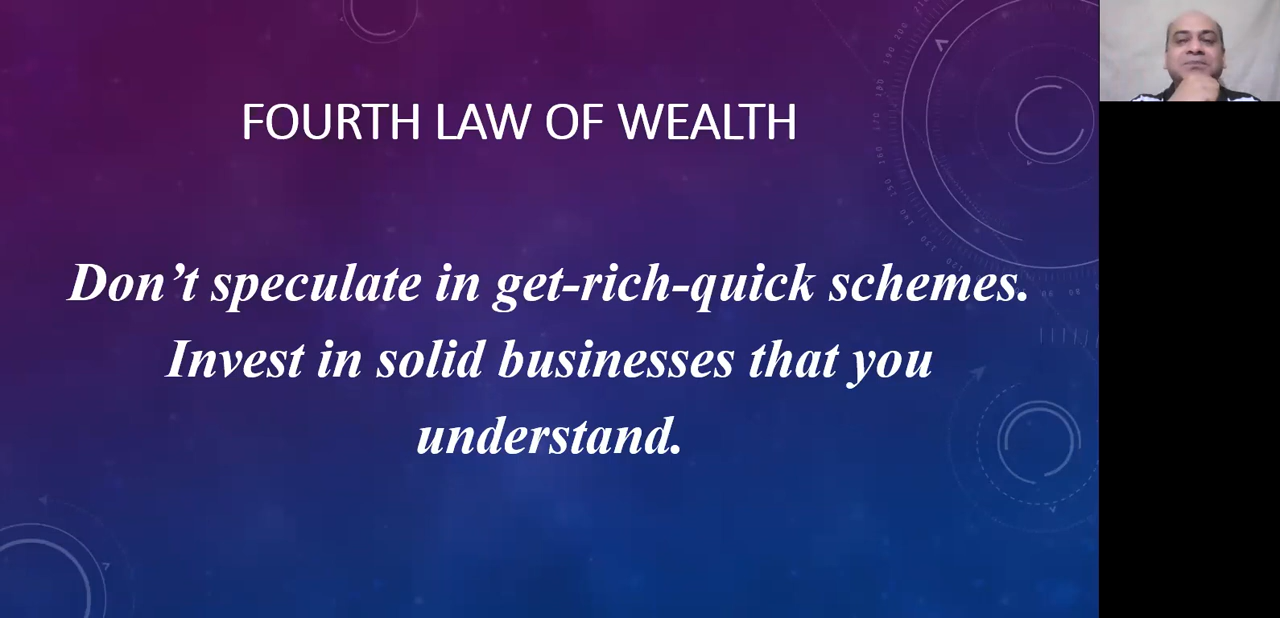 FOURTH LAW OF WEALTH
Don’t speculate in get-rich-quick schemes.
Invest in solid businesses that you
understand.